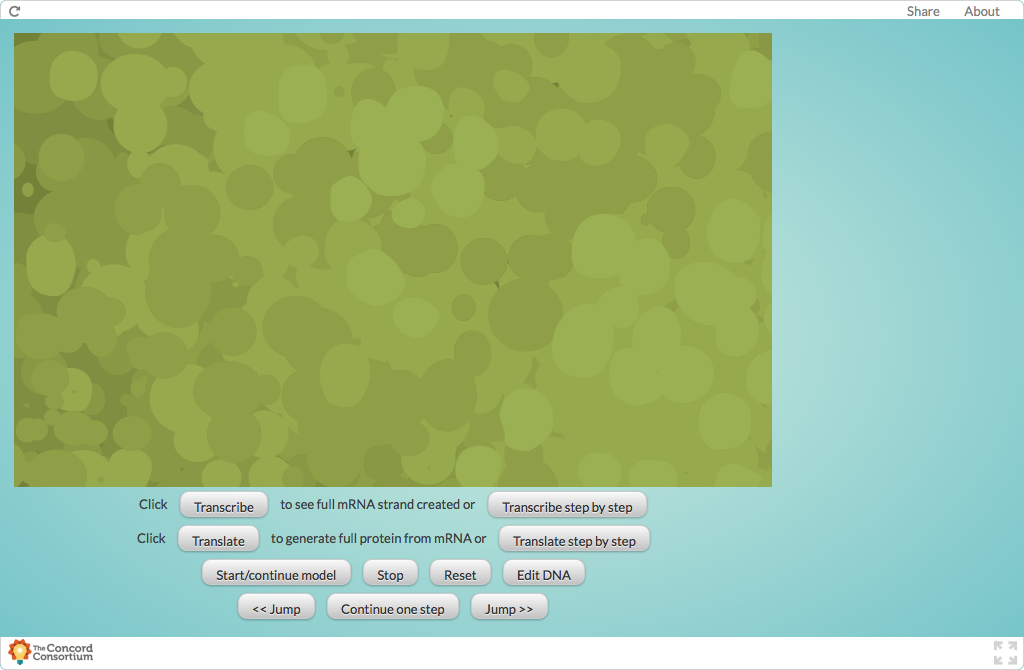 Share About
Click Transcribe to see full mRNA strand created or Transcribe step by step
Click Translate to generate full protein from mRNA or Translate step by step
Start/continue model Stop Reset Edit DNA
<< Jump Continue one step Jump >>
The Concord
Consortium